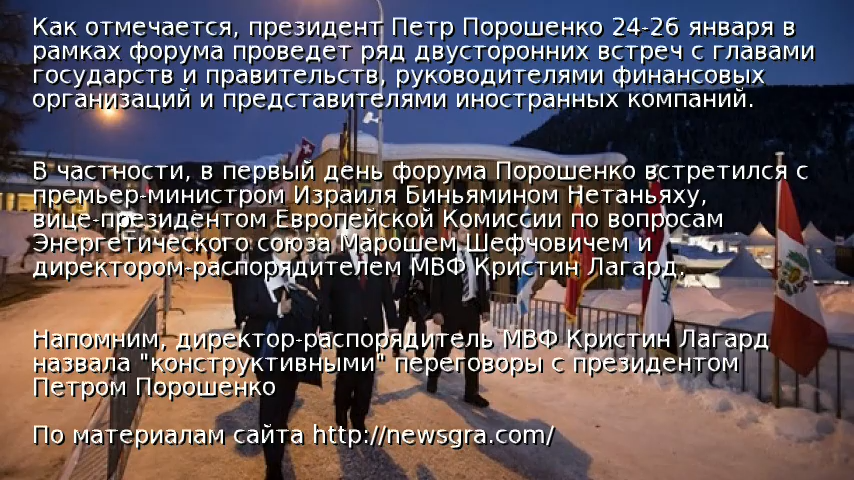 Как отмечается, президент Петр Порошенко 24-26 января в
рамках форума проведет ряд двусторонних встреч с главами
государств и правительств, руководителями финансовых
организаций и представителями иностранных компаний.
В частности, в первый день форума Порошенко встретился с
премьер-министром Израиля Биньямином Нетаньяху,
вице-президентом Европейской Комиссии по вопросам
Энергетического союза Марошем Шефчовичем и
директором-распорядителем МВФ Кристин Лагард.
Напомним, директор-распорядитель МВФ Кристин Лагард
назвала "конструктивными" переговоры с президентом
Петром Порошенко
По материалам сайта http://newsgra.com/